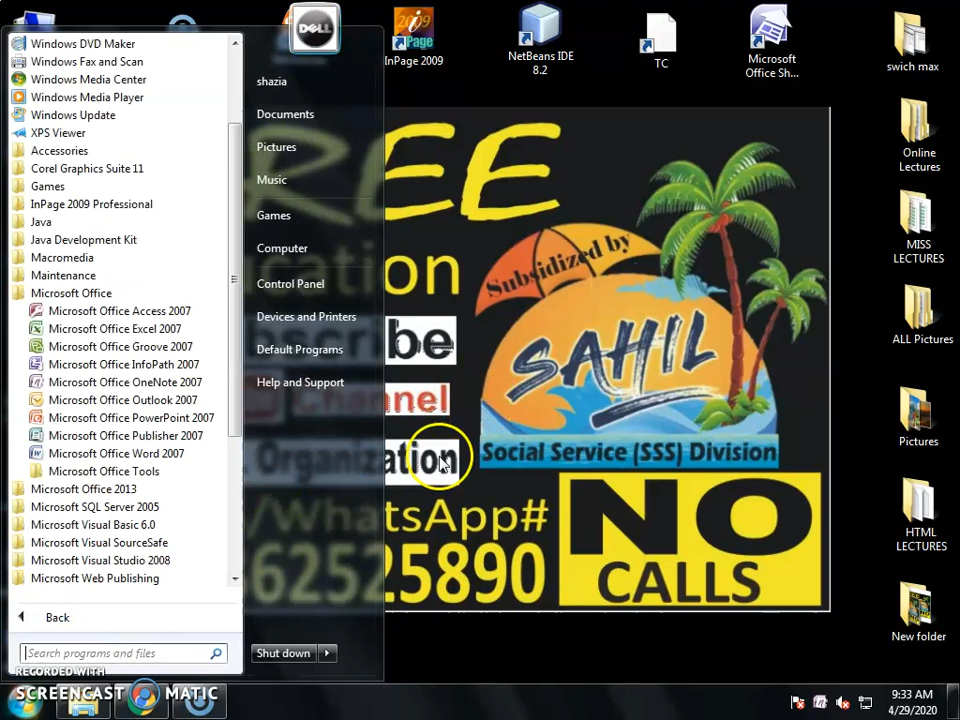 Windows DVD Maker
Windows Fax and Scan
Windows Media Center
Windows Media Player
Windows Update
XPS Viewer
Accessories
Corel Graphics Suite 11
Games
InPage 2009 Professional
Java
Java Development Kit
Macromedia
Maintenance
Microsoft Office
Microsoft Office Access 2007
Microsoft Office Excel 2007
Microsoft Office Groove 2007
Microsoft Office InfoPath 2007
Microsoft Office OneNote 2007
Microsoft Office Outlook 2007
Microsoft Office PowerPoint 2007
Microsoft Office Publisher 2007
Microsoft Office Word 2007
Microsoft Office Tools
Microsoft Office 2013
Microsoft SQL Server 2005
Microsoft Visual Basic 6.0
Microsoft Visual SourceSafe
Microsoft Visual Studio 2008
Microsoft Web Publishing
Back
Search programs and files
DELL
shazia
Documents
Pictures
Music
Games
Computer
Control Panel
Devices and Printers
Default Programs
Help and Support
Shut down
2009
InPage
InPage 2009
NetBeans IDE
8.2
TC
Microsoft
Office Sh...
swich max
Online
Lectures
MISS
LECTURES
ALL Pictures
Pictures
HTML
LECTURES
New folder
REE
ucation
cribe
Channel
Organization
/WhatsApp#
62525890
Subsidized by
SAHIL
Social Service (SSS) Division
NO
CALLS
RECORDED WITH
SCREENCAST MATIC
9:33 AM
4/29/2020